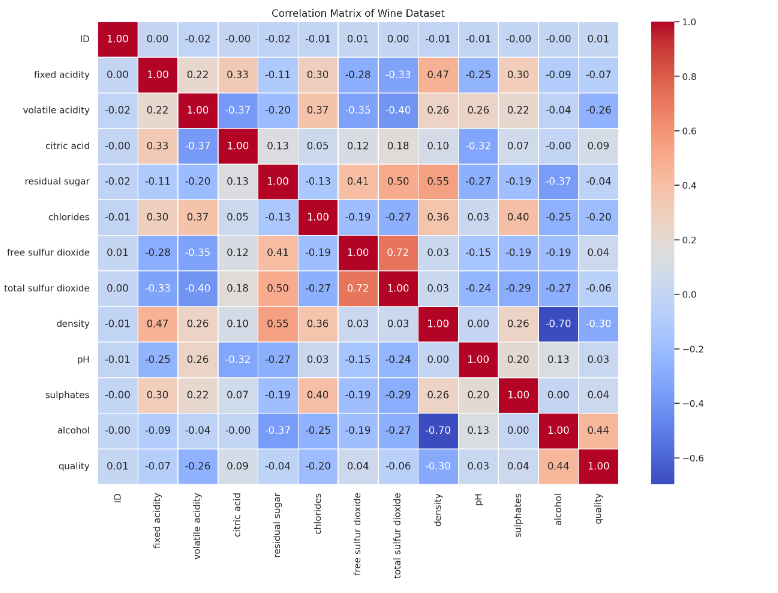 Correlation Matrix of Wine Dataset
ID 1.00 0.00 -0.02 -0.00 -0.02 -0.01 0.01 0.00 -0.01 -0.01 -0.00 -0.00 0.01
fixed acidity 0.00 1.00 0.22 0.33 -0.11 0.30 -0.28 -0.33 0.47 -0.25 0.30 -0.09 -0.07
volatile acidity -0.02 0.22 1.00 -0.37 -0.20 0.37 -0.35 -0.40 0.26 0.26 0.22 -0.04 -0.26
citric acid -0.00 0.33 -0.37 1.00 0.13 0.05 0.12 0.18 0.10 -0.32 0.07 -0.00 0.09
residual sugar -0.02 -0.11 -0.20 0.13 1.00 -0.13 0.41 0.50 0.55 -0.27 -0.19 -0.37 -0.04
chlorides -0.01 0.30 0.37 0.05 -0.13 1.00 -0.19 -0.27 0.36 0.03 0.40 -0.25 -0.20
free sulfur dioxide 0.01 -0.28 -0.35 0.12 0.41 -0.19 1.00 0.72 0.03 -0.15 -0.19 -0.19 0.04
total sulfur dioxide 0.00 -0.33 -0.40 0.18 0.50 -0.27 0.72 1.00 0.03 -0.24 -0.29 -0.27 -0.06
density -0.01 0.47 0.26 0.10 0.55 0.36 0.03 0.03 1.00 0.00 0.26 -0.70 -0.30
pH -0.01 -0.25 0.26 -0.32 -0.27 0.03 -0.15 -0.24 0.00 1.00 0.20 0.13 0.03
sulphates -0.00 0.30 0.22 0.07 -0.19 0.40 -0.19 -0.29 0.26 0.20 1.00 0.00 0.04
alcohol -0.00 -0.09 -0.04 -0.00 -0.37 -0.25 -0.19 -0.27 -0.70 0.13 0.00 1.00 0.44
quality 0.01 -0.07 -0.26 0.09 -0.04 -0.20 0.04 -0.06 -0.30 0.03 0.04 0.44 1.00
ID
fixed acidity
volatile acidity
citric acid
residual sugar
chlorides
free sulfur dioxide
total sulfur dioxide
density
pH
sulphates
alcohol
quality
1.0
0.8
0.6
0.4
0.2
0.0
−0.2
−0.4
−0.6